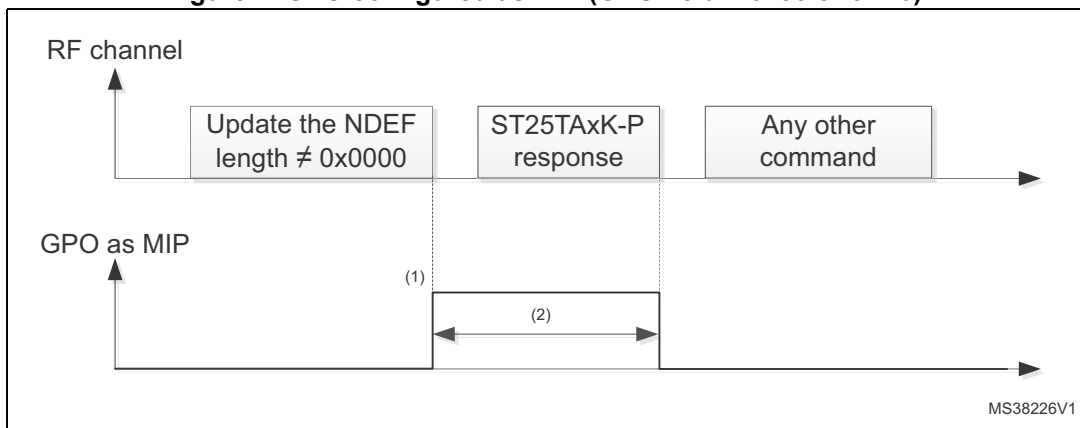 RF channel
Update the NDEF
length ≠ 0x0000
ST25TAxK-P
response
Any other
command
GPO as MIP
(1)
(2)
MS38226V1